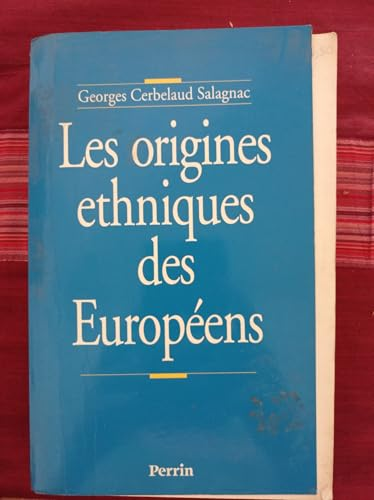 Georges Cerbelaud Salagnac
Les origines
ethniques
des
Européens
Perrin